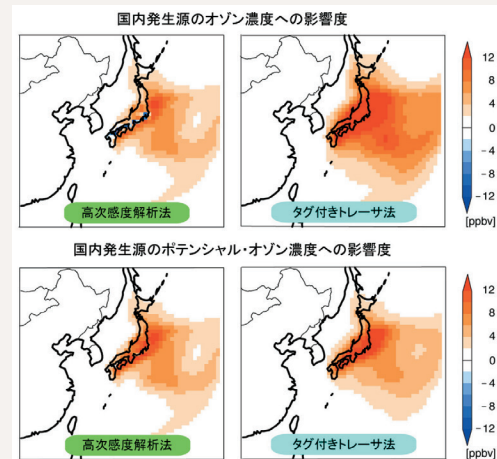 国内発生源のオゾン濃度への影響度
高次感度解析法
タグ付きトレーサ法
12
8
4
0
-4
-8
-12
[ppbv]
国内発生源のポテンシャル・オゾン濃度への影響度
高次感度解析法
タグ付きトレーサ法
12
8
4
0
-4
-8
-12
[ppbv]